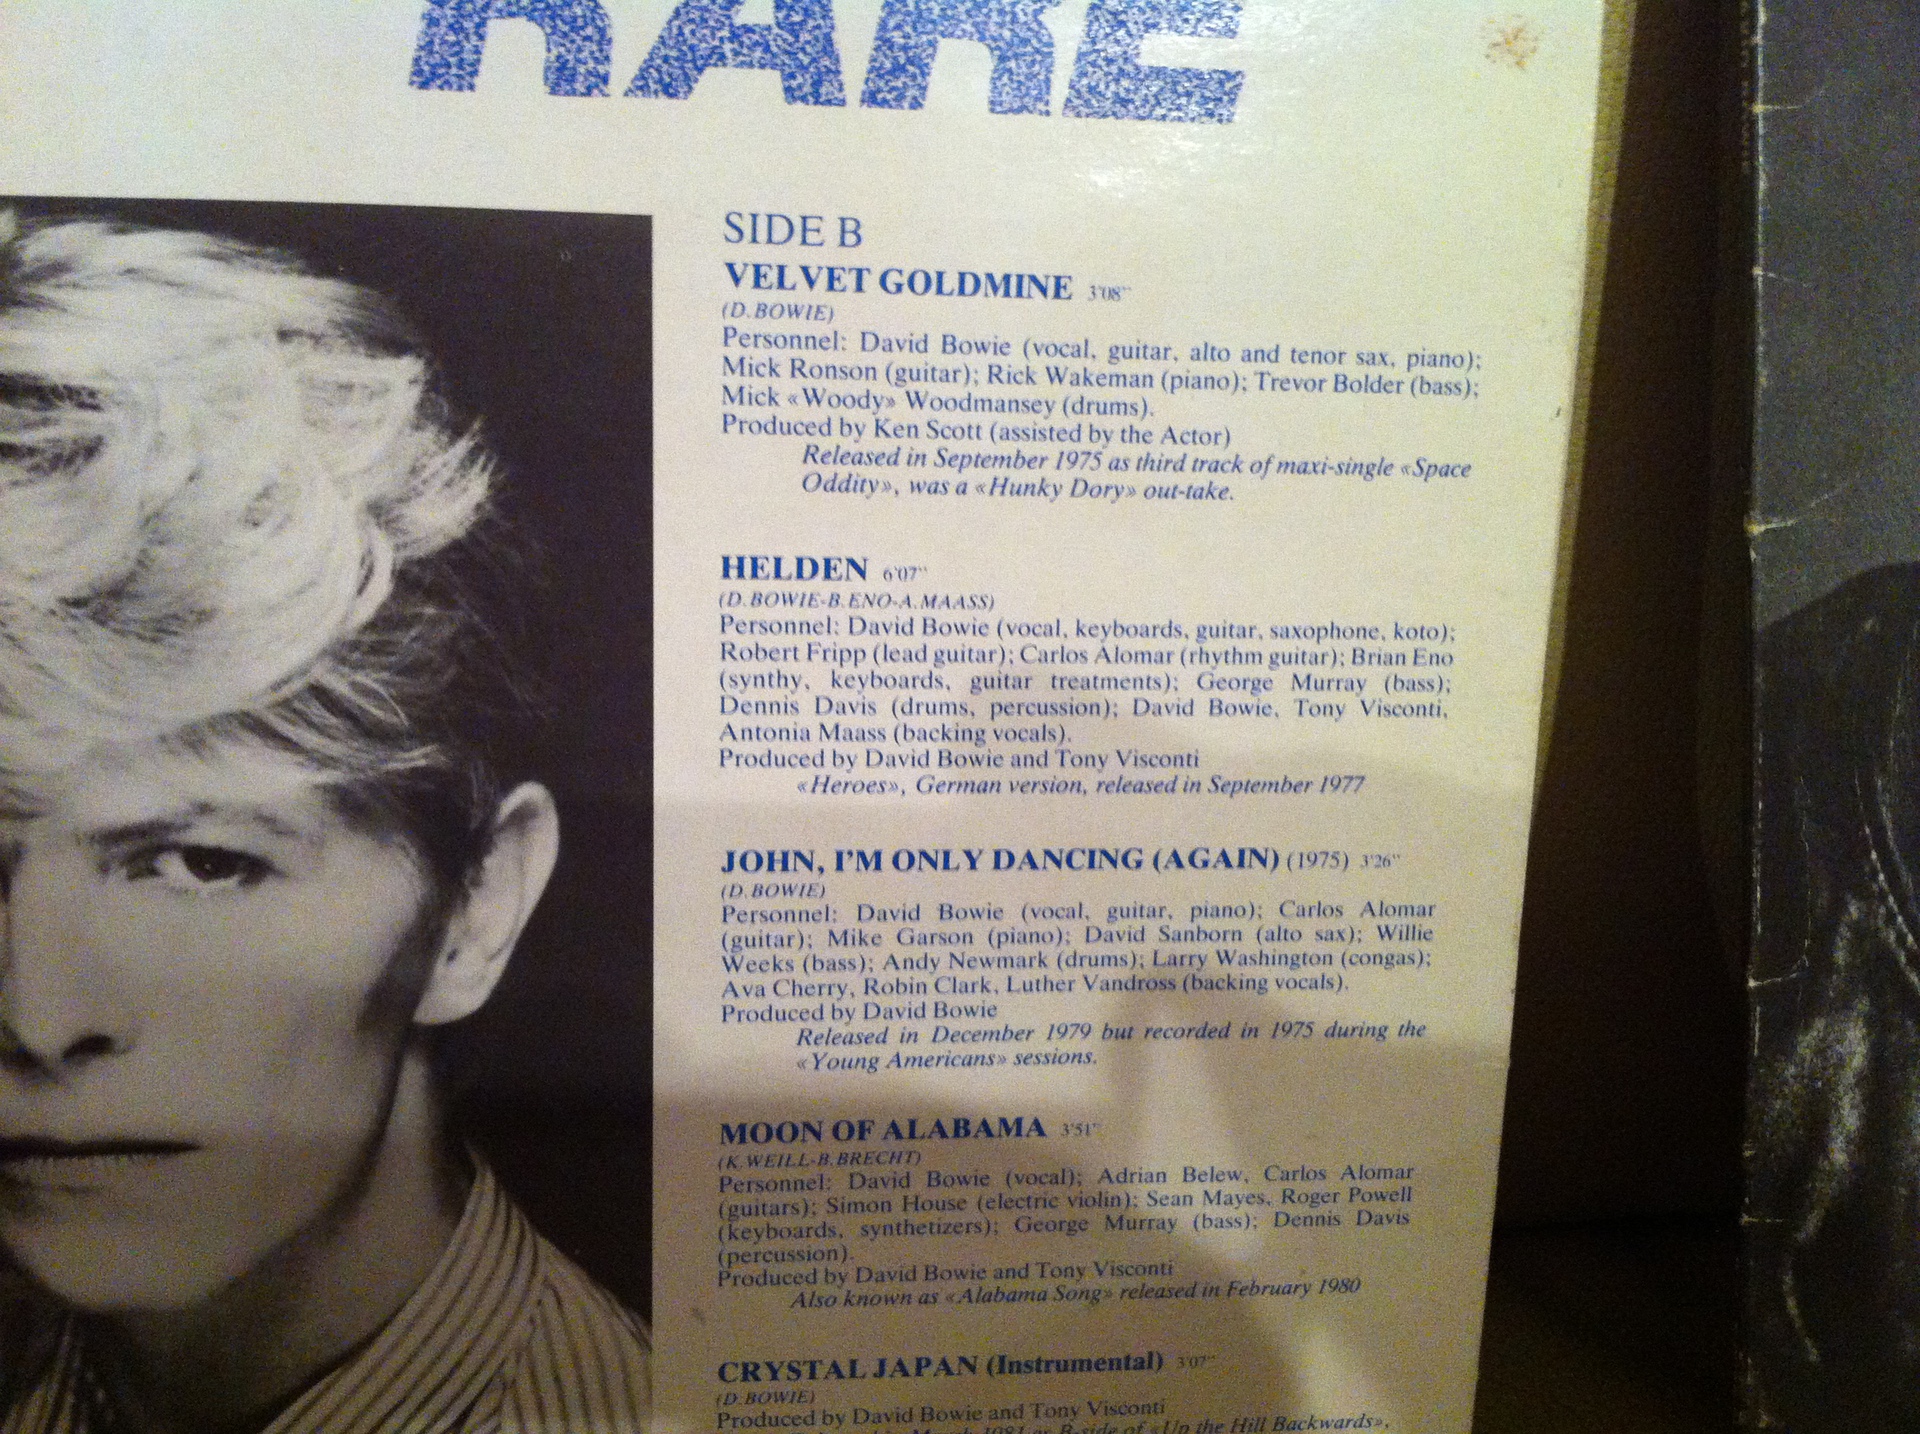 RARE
SIDE B
VELVET GOLDMINE 3'08"
(D.BOWIE)
Personnel: David Bowie (vocal, guitar, alto and tenor sax, piano);
Mick Ronson (guitar); Rick Wakeman (piano); Trevor Bolder (bass);
Mick «Woody» Woodmansey (drums).
Produced by Ken Scott (assisted by the Actor)
Released in September 1975 as third track of maxi-single «Space
Oddity», was a «Hunky Dory» out-take.
HELDEN 6'07"
(D.BOWIE-B.ENO-A.MAASS)
Personnel: David Bowie (vocal, keyboards, guitar, saxophone, koto);
Robert Fripp (lead guitar); Carlos Alomar (rhythm guitar); Brian Eno
(synthy, keyboards, guitar treatments); George Murray (bass);
Dennis Davis (drums, percussion); David Bowie, Tony Visconti,
Antonia Maass (backing vocals).
Produced by David Bowie and Tony Visconti
«Heroes», German version, released in September 1977
JOHN, I'M ONLY DANCING (AGAIN) (1975) 3'26"
(D.BOWIE)
Personnel: David Bowie (vocal, guitar, piano); Carlos Alomar
(guitar); Mike Garson (piano); David Sanborn (alto sax); Willie
Weeks (bass); Andy Newmark (drums); Larry Washington (congas);
Ava Cherry, Robin Clark, Luther Vandross (backing vocals).
Produced by David Bowie
Released in December 1979 but recorded in 1975 during the
«Young Americans» sessions.
MOON OF ALABAMA 3'51"
(K.WEILL-B.BRECHT)
Personnel: David Bowie (vocal); Adrian Belew, Carlos Alomar
(guitars); Simon House (electric violin); Sean Mayes, Roger Powell
(keyboards, synthetizers); George Murray (bass); Dennis Davis
(percussion).
Produced by David Bowie and Tony Visconti
Also known as «Alabama Song» released in February 1980
CRYSTAL JAPAN (Instrumental) 3'07"
(D.BOWIE)
Produced by David Bowie and Tony Visconti
March 1981 as B-side of «Up the Hill Backwards»,